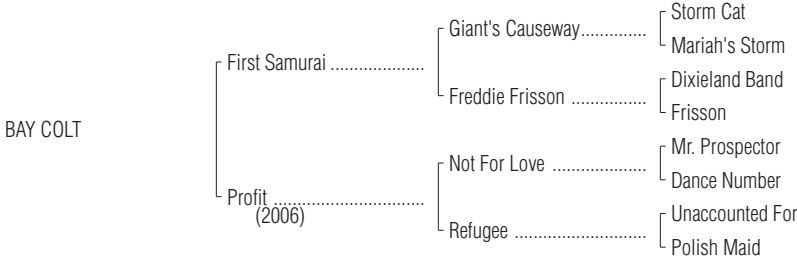 Storm Cat
Giant's Causeway..............
Mariah's Storm
First Samurai ....................
Dixieland Band
Freddie Frisson ................
Frisson
BAY COLT
Mr. Prospector
Not For Love ....................
Dance Number
Profit ................................
(2006)
Unaccounted For
Refugee ............................
Polish Maid